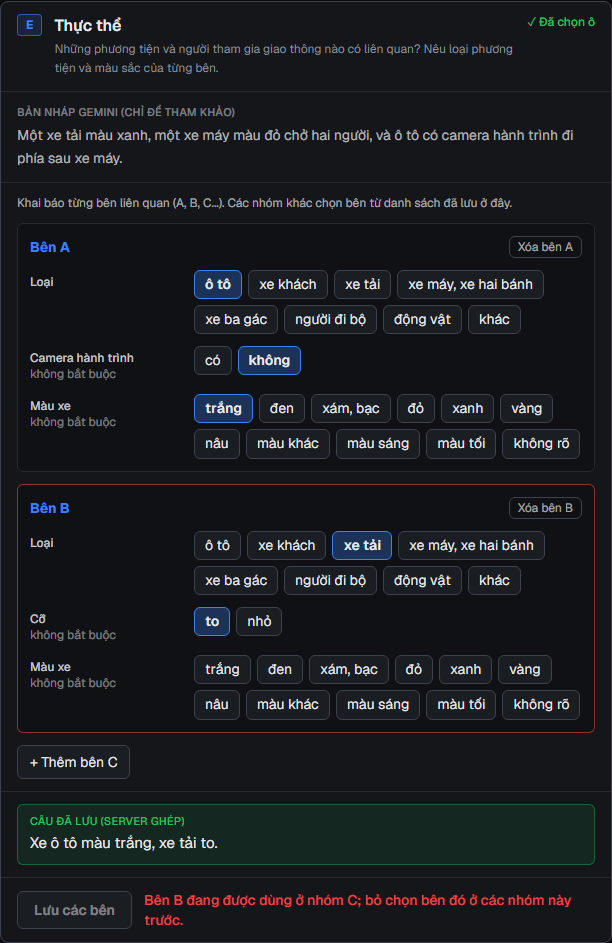 E
Thực thể
✓ Đã chọn ô
Những phương tiện và người tham gia giao thông nào có liên quan? Nêu loại phương
tiện và màu sắc của từng bên.
BẢN NHÁP GEMINI (CHỈ ĐỂ THAM KHẢO)
Một xe tải màu xanh, một xe máy màu đỏ chở hai người, và ô tô có camera hành trình đi
phía sau xe máy.
Khai báo từng bên liên quan (A, B, C...). Các nhóm khác chọn bên từ danh sách đã lưu ở đây.
Bên A
Xóa bên A
Loại
ô tô xe khách xe tải xe máy, xe hai bánh
xe ba gác người đi bộ động vật khác
Camera hành trình
không bắt buộc
có không
Màu xe
không bắt buộc
trắng đen xám, bạc đỏ xanh vàng
nâu màu khác màu sáng màu tối không rõ
Bên B
Xóa bên B
Loại
ô tô xe khách xe tải xe máy, xe hai bánh
xe ba gác người đi bộ động vật khác
Cỡ
không bắt buộc
to nhỏ
Màu xe
không bắt buộc
trắng đen xám, bạc đỏ xanh vàng
nâu màu khác màu sáng màu tối không rõ
+ Thêm bên C
CÂU ĐÃ LƯU (SERVER GHÉP)
Xe ô tô màu trắng, xe tải to.
Lưu các bên
Bên B đang được dùng ở nhóm C; bỏ chọn bên đó ở các nhóm này
trước.